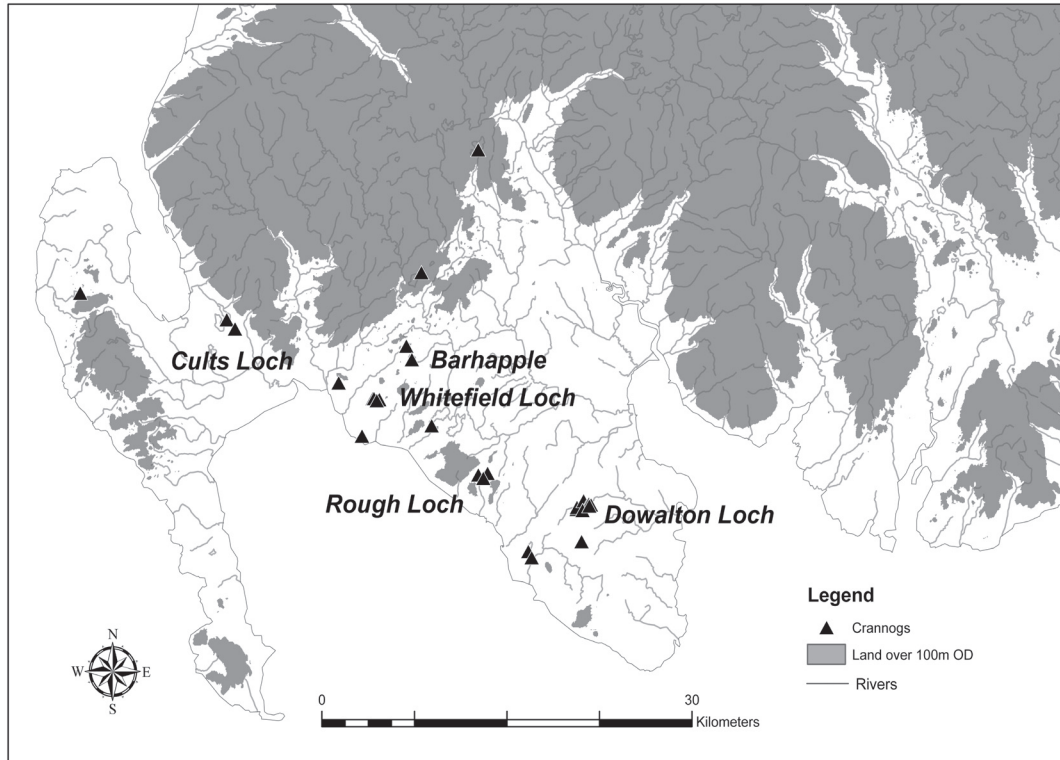 Cults Loch
Barhapple
Whitefield Loch
Rough Loch
Dowalton Loch
Legend
Crannogs
Land over 100m OD
Rivers
N
W E
S
0 30
Kilometers